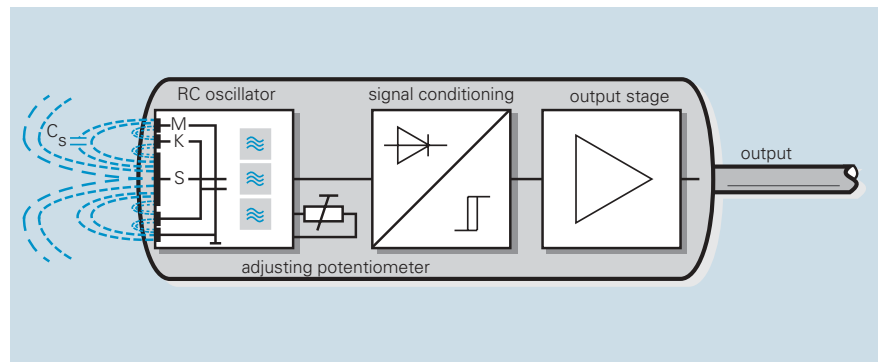 RC oscillator
signal conditioning
output stage
output
M
K
Cs
S
adjusting potentiometer